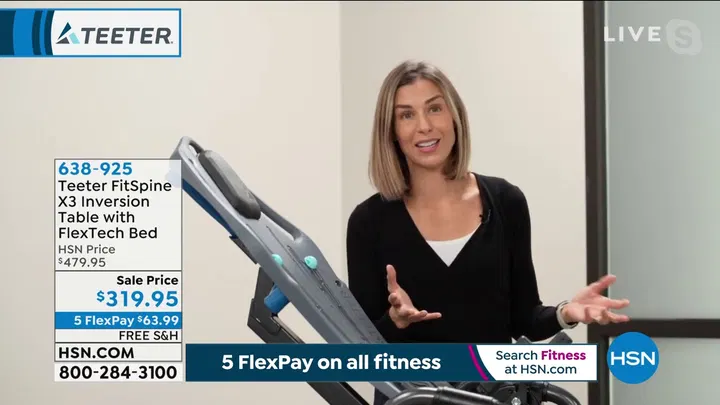 TEETER
LIVE S
638-925
Teeter FitSpine
X3 Inversion
Table with
FlexTech Bed
HSN Price
$479.95
Sale Price
$319.95
5 FlexPay $63.99
FREE S&H
HSN.COM
800-284-3100
5 FlexPay on all fitness
Search Fitness
at HSN.com
HSN